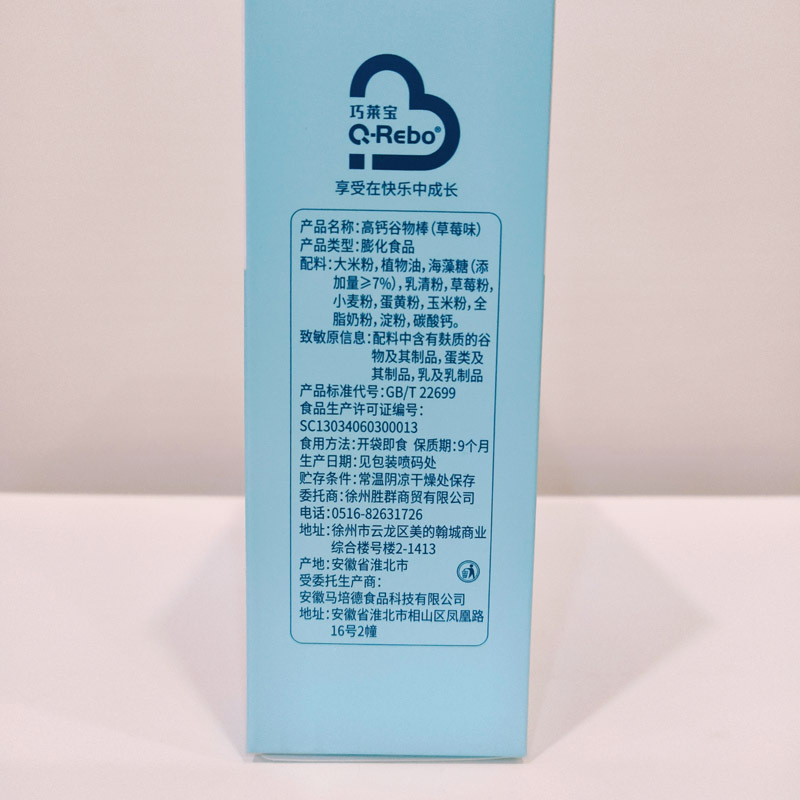 巧莱宝
Q-Rebo®
享受在快乐中成长
产品名称:高钙谷物棒(草莓味)
产品类型:膨化食品
配料:大米粉,植物油,海藻糖(添
加量≥7%),乳清粉,草莓粉,
小麦粉,蛋黄粉,玉米粉,全
脂奶粉,淀粉,碳酸钙。
致敏原信息:配料中含有麸质的谷
物及其制品,蛋类及
其制品,乳及乳制品
产品标准代号:GB/T 22699
食品生产许可证编号:
SC13034060300013
食用方法:开袋即食 保质期:9个月
生产日期:见包装喷码处
贮存条件:常温阴凉干燥处保存
委托商:徐州胜群商贸有限公司
电话:0516-82631726
地址:徐州市云龙区美的翰城商业
综合楼号楼2-1413
产地:安徽省淮北市
受委托生产商:
安徽马培德食品科技有限公司
地址:安徽省淮北市相山区凤凰路
16号2幢